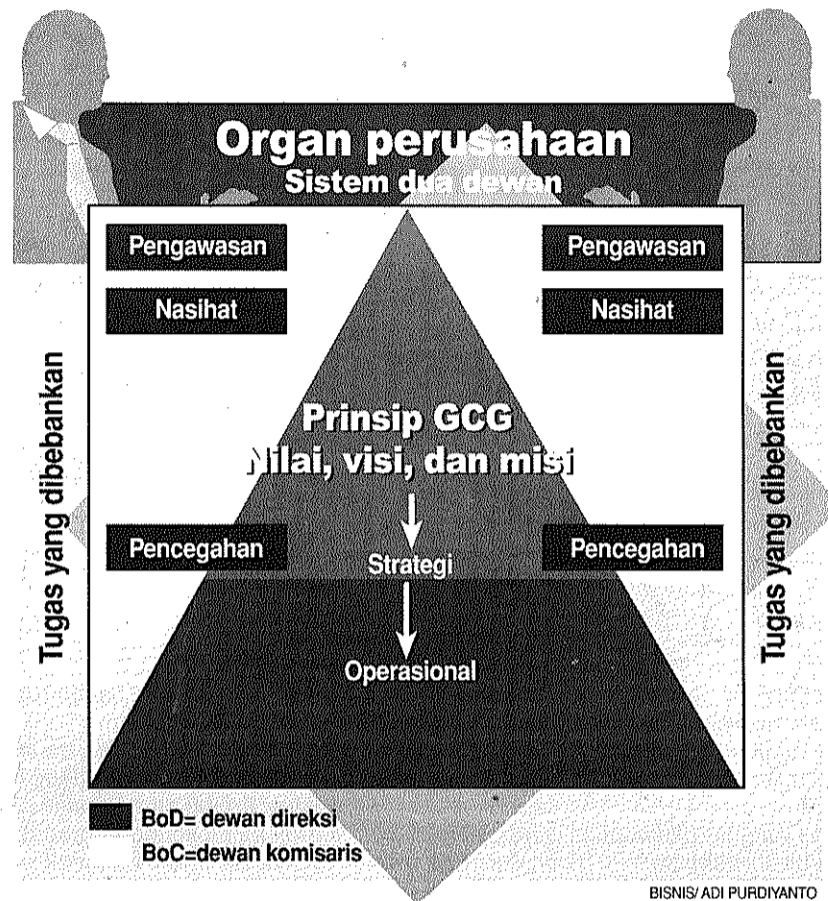 Organ perusahaan
Sistem dua dewan
Pengawasan
Pengawasan
Nasihat
Nasihat
Tugas yang dibebankan
Tugas yang dibebankan
Prinsip GCG
Nilai, visi, dan misi
Pencegahan
Pencegahan
Strategi
Operasional
BoD= dewan direksi
BoC=dewan komisaris
BISNIS/ ADI PURDIYANTO